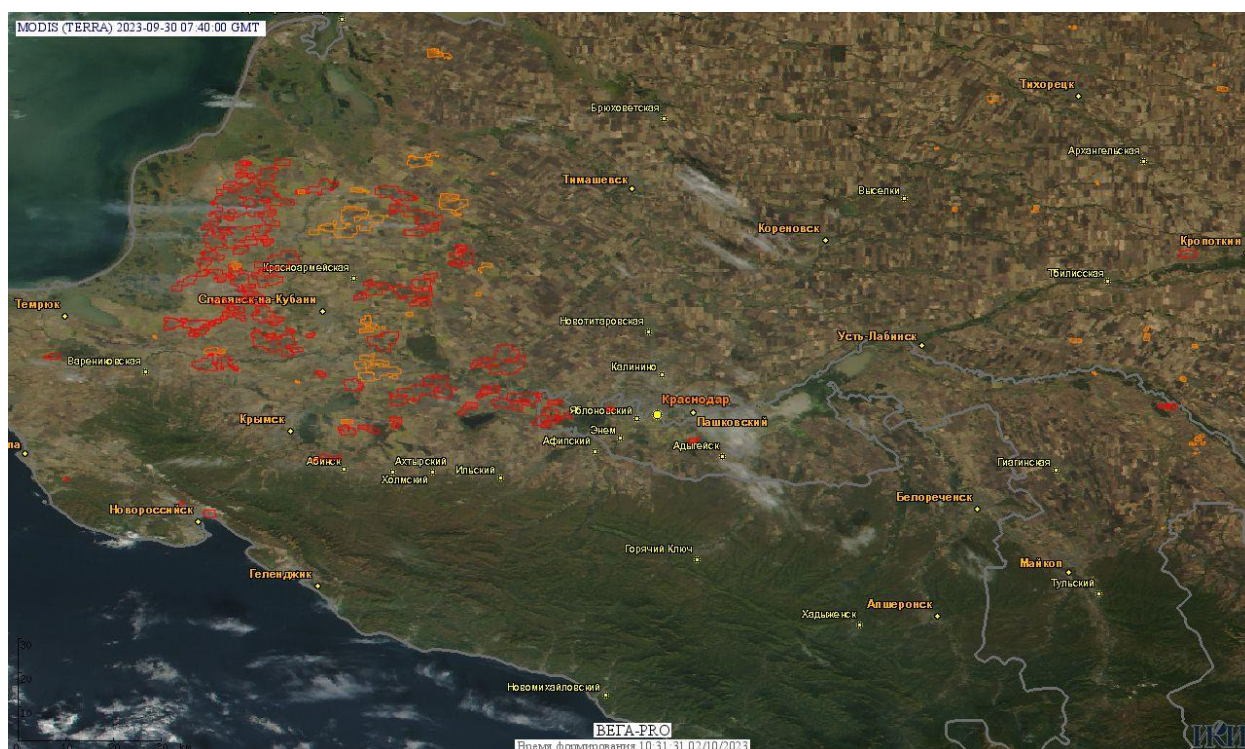 MODIS (TERRA) 2023-09-30 07:40:00 GMT
Тихорецк
Брюховецкая
Архангельская
Тимашевск
Выселки
Кореновск
Кропоткин
Красноармейская
Тбилисская
Славянск-на-Кубани
Темрюк
Новотитаровская
Усть-Лабинск
Варениковская
Калинино
Краснодар
Яблоновский
Пашковский
Крымск
Энем
Афипский
Адыгейск
Абинск
Ахтырский
Ильский
Холмский
Гиагинская
Белореченск
Новороссийск
Горячий Ключ
Майкоп
Геленджик
Тульский
Апшеронск
Хадыженск
30
20
Новомихайловский
ВЕГА-PRO
ИКИ
Время формирования 10:31:31 02/10/2023